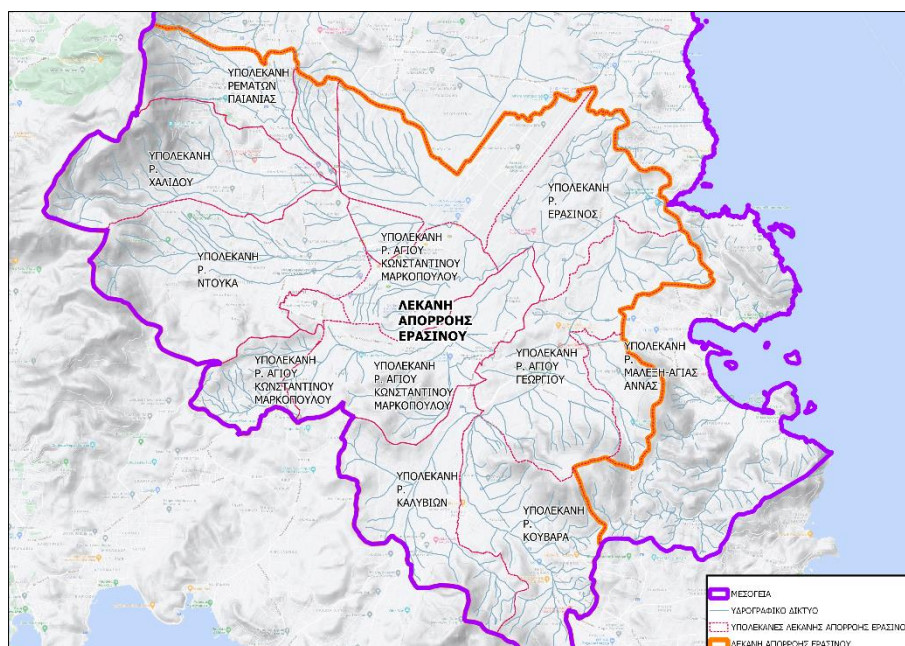 ΥΠΟΛΕΚΑΝΗ
ΡΕΜΑΤΩΝ
ΠΑΙΑΝΙΑΣ
ΥΠΟΛΕΚΑΝΗ
Ρ.
ΧΑΛΙΔΟΥ
ΥΠΟΛΕΚΑΝΗ
Ρ.
ΕΡΑΣΙΝΟΣ
ΥΠΟΛΕΚΑΝΗ
Ρ. ΑΓΙΟΥ
ΚΩΝΣΤΑΝΤΙΝΟΥ
ΜΑΡΚΟΠΟΥΛΟΥ
ΥΠΟΛΕΚΑΝΗ
Ρ.
ΝΤΟΥΚΑ
ΛΕΚΑΝΗ
ΑΠΟΡΡΟΗΣ
ΕΡΑΣΙΝΟΥ
ΥΠΟΛΕΚΑΝΗ
Ρ. ΑΓΙΟΥ
ΚΩΝΣΤΑΝΤΙΝΟΥ
ΜΑΡΚΟΠΟΥΛΟΥ
ΥΠΟΛΕΚΑΝΗ
Ρ. ΑΓΙΟΥ
ΚΩΝΣΤΑΝΤΙΝΟΥ
ΜΑΡΚΟΠΟΥΛΟΥ
ΥΠΟΛΕΚΑΝΗ
Ρ. ΑΓΙΟΥ
ΓΕΩΡΓΙΟΥ
ΥΠΟΛΕΚΑΝΗ
Ρ.
ΜΑΛΕΞΗ-ΑΓΙΑΣ
ΑΝΝΑΣ
ΥΠΟΛΕΚΑΝΗ
Ρ.
ΚΑΛΥΒΙΩΝ
ΥΠΟΛΕΚΑΝΗ
Ρ.
ΚΟΥΒΑΡΑ
ΜΕΣΟΓΕΙΑ
ΥΔΡΟΓΡΑΦΙΚΟ ΔΙΚΤΥΟ
ΥΠΟΛΕΚΑΝΕΣ ΛΕΚΑΝΗΣ ΑΠΟΡΡΟΗΣ ΕΡΑΣΙΝΟ
ΛΕΚΑΝΗ ΑΠΟΡΡΟΗΣ ΕΡΑΣΙΝΟΥ